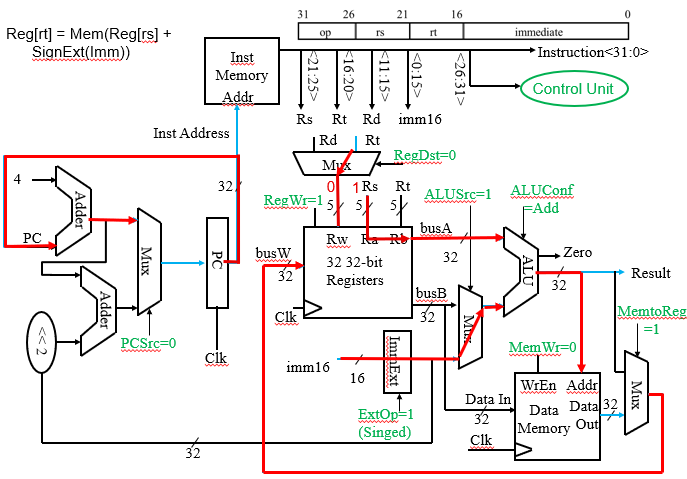 31 26 21 16 0
op rs rt immediate
Reg[rt] = Mem(Reg[rs] +
SignExt(Imm))
Inst
Memory
Addr
Instruction<31:0>
<21:25>
<16:20>
<11:15>
<0:15>
<26:31>
Control Unit
Rs Rt Rd imm16
Inst Address
Rd Rt
Mux
RegDst=0
4
32
0 1 Rs Rt
RegWr=1
5 5 5
ALUSrc=1
ALUConf
=Add
Adder
PC
Mux
PC
busW
32
Rw Ra Rb
32 32-bit
Registers
busA
32
ALU
Zero
32
Result
Adder
busB
32
Clk
Mux
MemtoReg
=1
<< 2
PCSrc=0
Clk
imm16
16
ImmExt
MemWr=0
WrEn Addr
Data In
32
Data
Memory
Data
Out
32
Mux
ExtOp=1
(Singed)
Clk
32